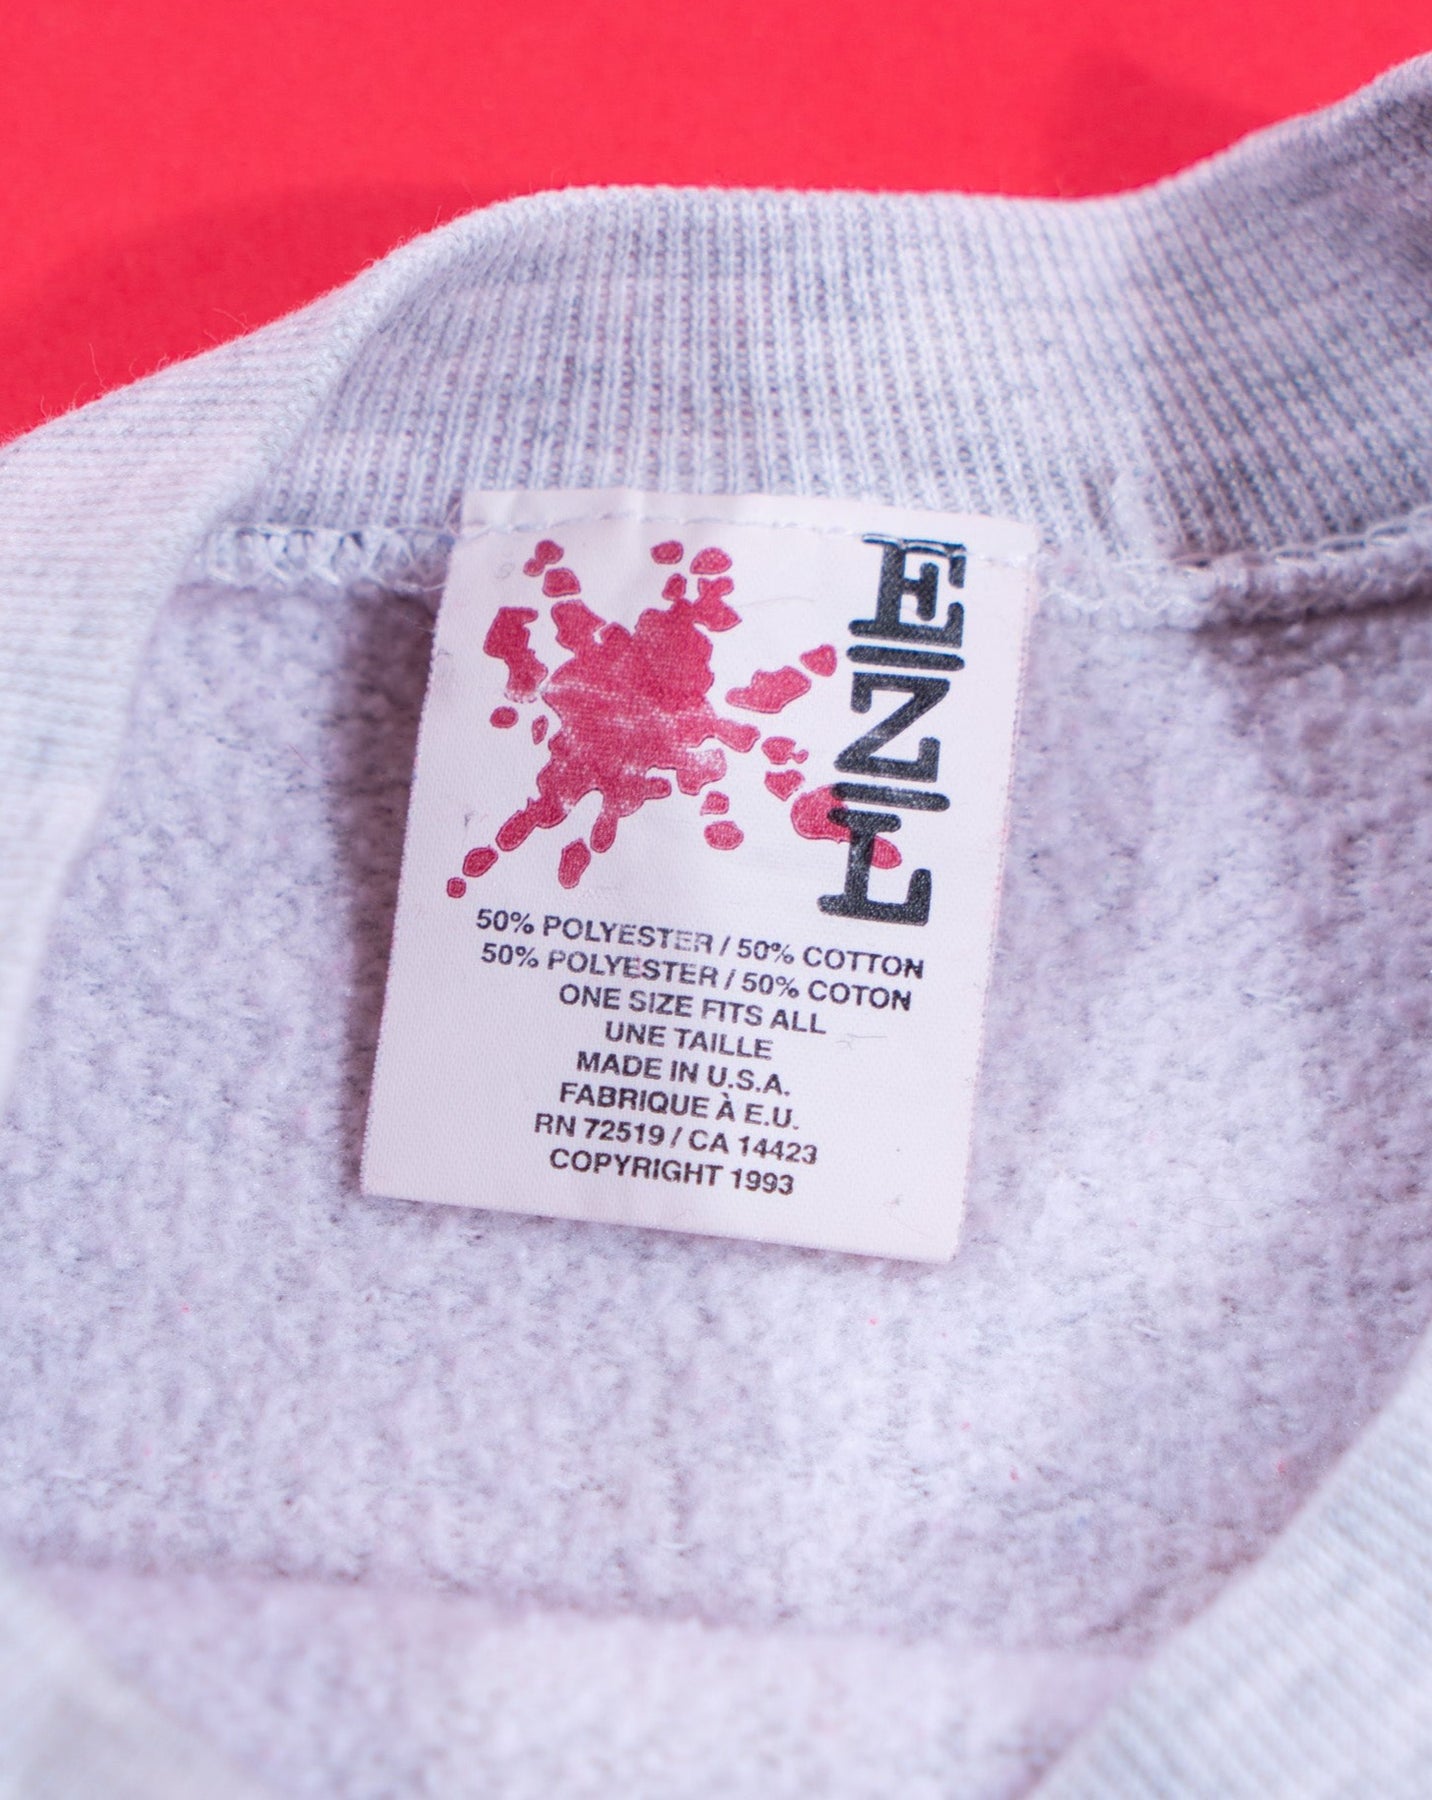 ENZL
50% POLYESTER / 50% COTTON
50% POLYESTER / 50% COTON
ONE SIZE FITS ALL
UNE TAILLE
MADE IN U.S.A.
FABRIQUE À E.U.
RN 72519 / CA 14423
COPYRIGHT 1993